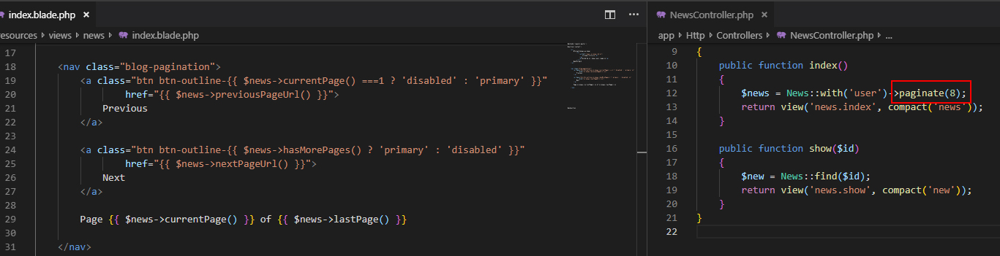 index.blade.php ×
resources > views > news > index.blade.php
17
18 <nav class="blog-pagination">
19 <a class="btn btn-outline-{{ $news->currentPage() ===1 ? 'disabled' : 'primary' }}"
20 href="{{ $news->previousPageUrl() }}">
21 Previous
22 </a>
23
24 <a class="btn btn-outline-{{ $news->hasMorePages() ? 'primary' : 'disabled' }}"
25 href="{{ $news->nextPageUrl() }}">
26 Next
27 </a>
28
29 Page {{ $news->currentPage() }} of {{ $news->lastPage() }}
30
31 </nav>
NewsController.php ×
app > Http > Controllers > NewsController.php > ...
9 {
10 public function index()
11 {
12 $news = News::with('user')->paginate(8);
13 return view('news.index', compact('news'));
14 }
15
16 public function show($id)
17 {
18 $new = News::find($id);
19 return view('news.show', compact('new'));
20 }
21 }
22